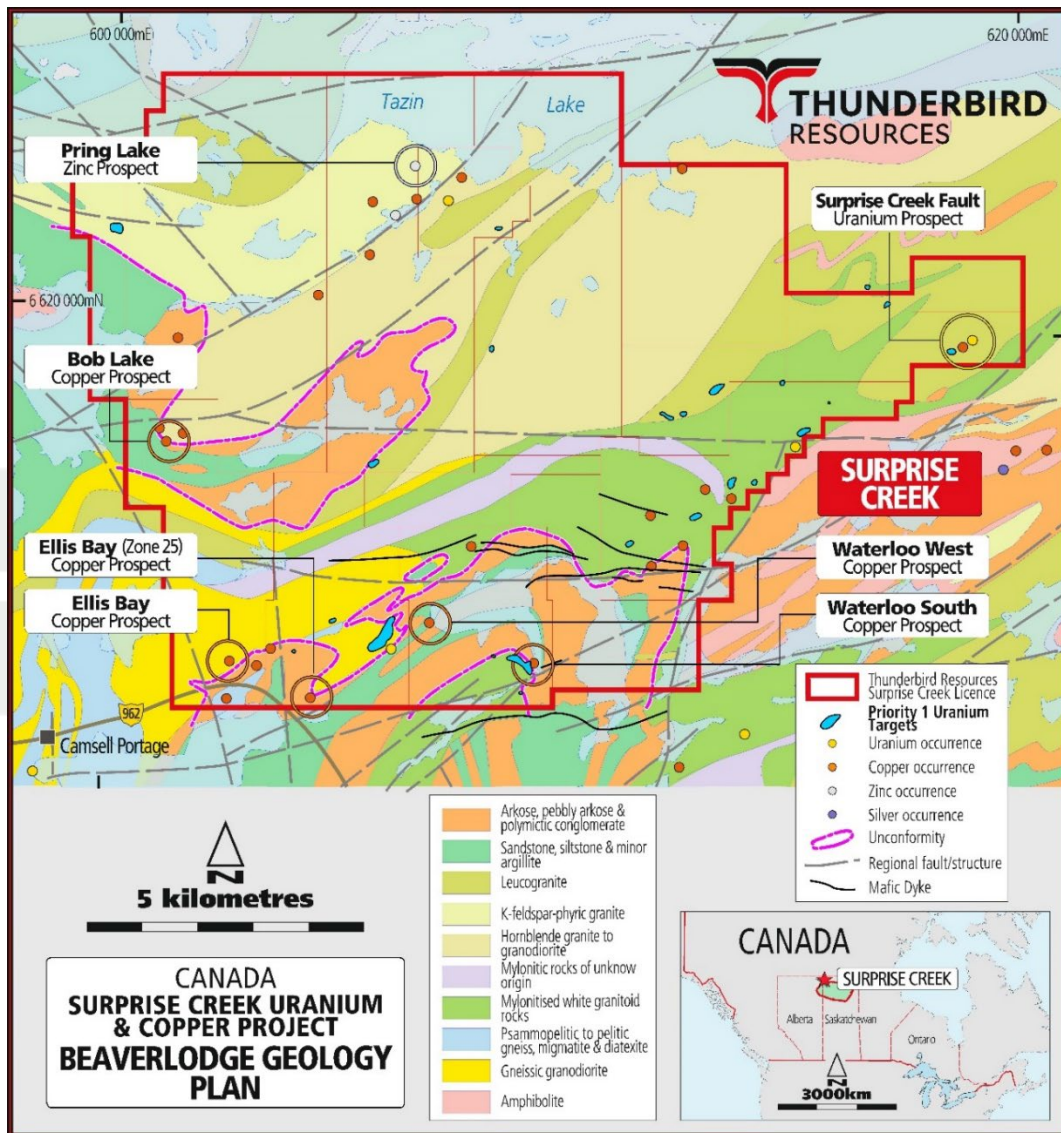 600 000mE
620 000mE
Tazin
Lake
THUNDERBIRD
RESOURCES
Pring Lake
Zinc Prospect
Surprise Creek Fault
Uranium Prospect
6 620 000mN
Bob Lake
Copper Prospect
SURPRISE
CREEK
Ellis Bay (Zone 25)
Copper Prospect
Waterloo West
Copper Prospect
Ellis Bay
Copper Prospect
Waterloo South
Copper Prospect
962
Camsell Portage
Thunderbird Resources
Surprise Creek Licence
Priority 1 Uranium
Targets
Uranium occurrence
Copper occurrence
Zinc occurrence
Silver occurrence
Unconformity
Regional fault/structure
Mafic Dyke
Arkose, pebbly arkose &
polymictic conglomerate
Sandstone, siltstone & minor
argillite
Leucogranite
K-feldspar-phyric granite
Hornblende granite to
granodiorite
Mylonitic rocks of unknow
origin
Mylonitised white granitoid
rocks
Psammopelitic to pelitic
gneiss, migmatite & diatexite
Gneissic granodiorite
Amphibolite
N
5 kilometres
CANADA
SURPRISE CREEK URANIUM
& COPPER PROJECT
BEAVERLODGE GEOLOGY
PLAN
CANADA
SURPRISE CREEK
Alberta
Saskatchewan
Ontario
N
3000km